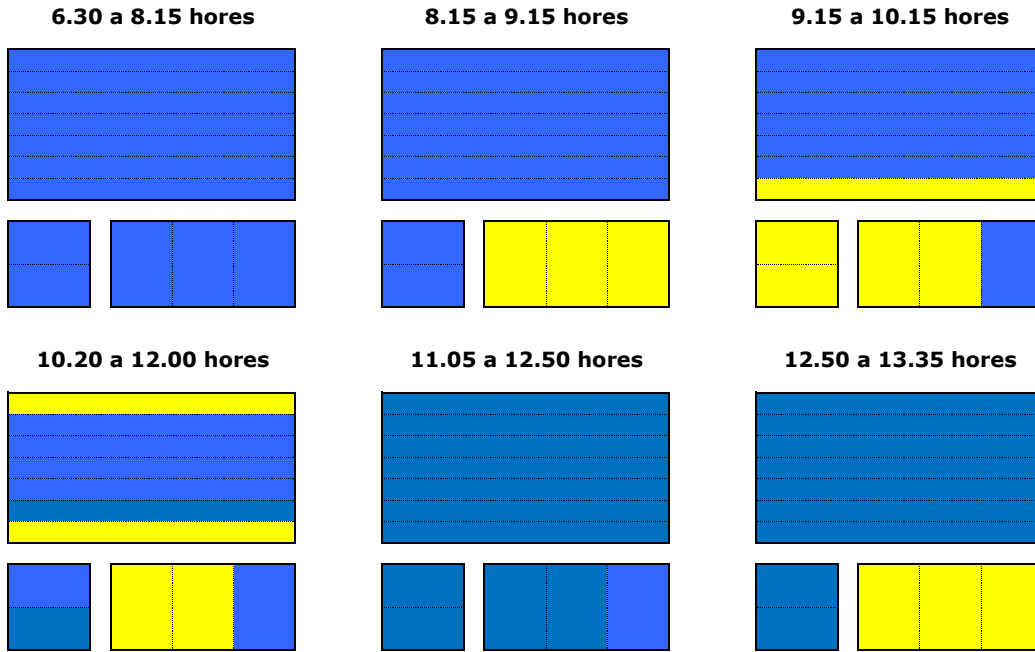 6.30 a 8.15 hores
8.15 a 9.15 hores
9.15 a 10.15 hores
10.20 a 12.00 hores
11.05 a 12.50 hores
12.50 a 13.35 hores